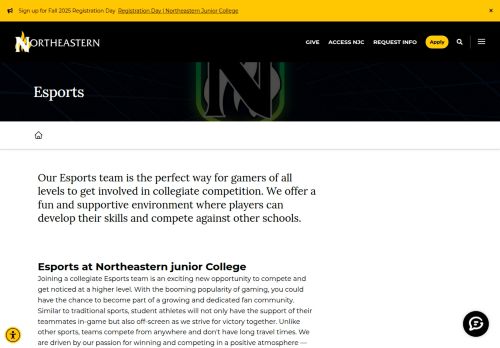 Sign up for Fall 2025 Registration Day Registration Day | Northeastern Junior College ×
NORTHEASTERN GIVE ACCESS NJC REQUEST INFO Apply
Esports
Our Esports team is the perfect way for gamers of all
levels to get involved in collegiate competition. We offer a
fun and supportive environment where players can
develop their skills and compete against other schools.
Esports at Northeastern junior College
Joining a collegiate Esports team is an exciting new opportunity to compete and
get noticed at a higher level. With the booming popularity of gaming, you could
have the chance to become part of a growing and dedicated fan community.
Similar to traditional sports, student athletes will not only have the support of their
teammates in-game but also off-screen as we strive for victory together. Unlike
other sports, teams compete from anywhere and don't have long travel times. We
are driven by our passion for winning and competing in a positive atmosphere —